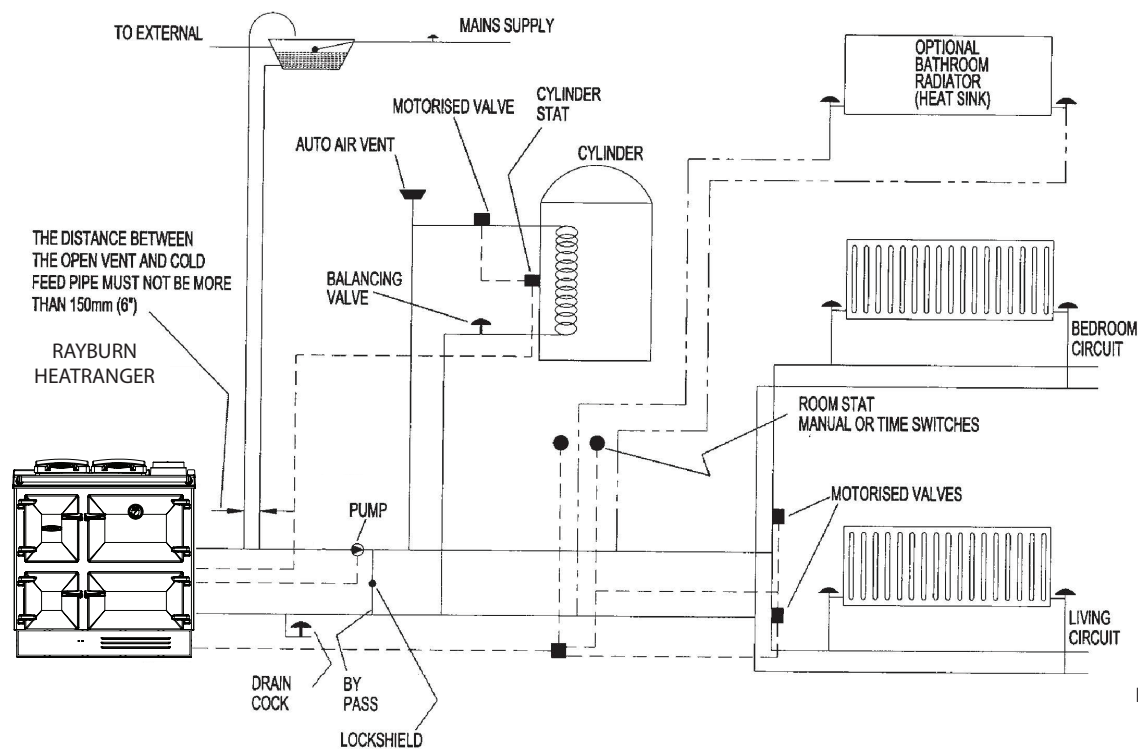 TO EXTERNAL
MAINS SUPPLY
OPTIONAL
BATHROOM
RADIATOR
(HEAT SINK)
MOTORISED VALVE
CYLINDER
STAT
AUTO AIR VENT
CYLINDER
THE DISTANCE BETWEEN
THE OPEN VENT AND COLD
FEED PIPE MUST NOT BE MORE
THAN 150mm (6")
BALANCING
VALVE
RAYBURN
HEATRANGER
BEDROOM
CIRCUIT
ROOM STAT
MANUAL OR TIME SWITCHES
PUMP
MOTORISED VALVES
LIVING
CIRCUIT
DRAIN
COCK
BY
PASS
LOCKSHIELD